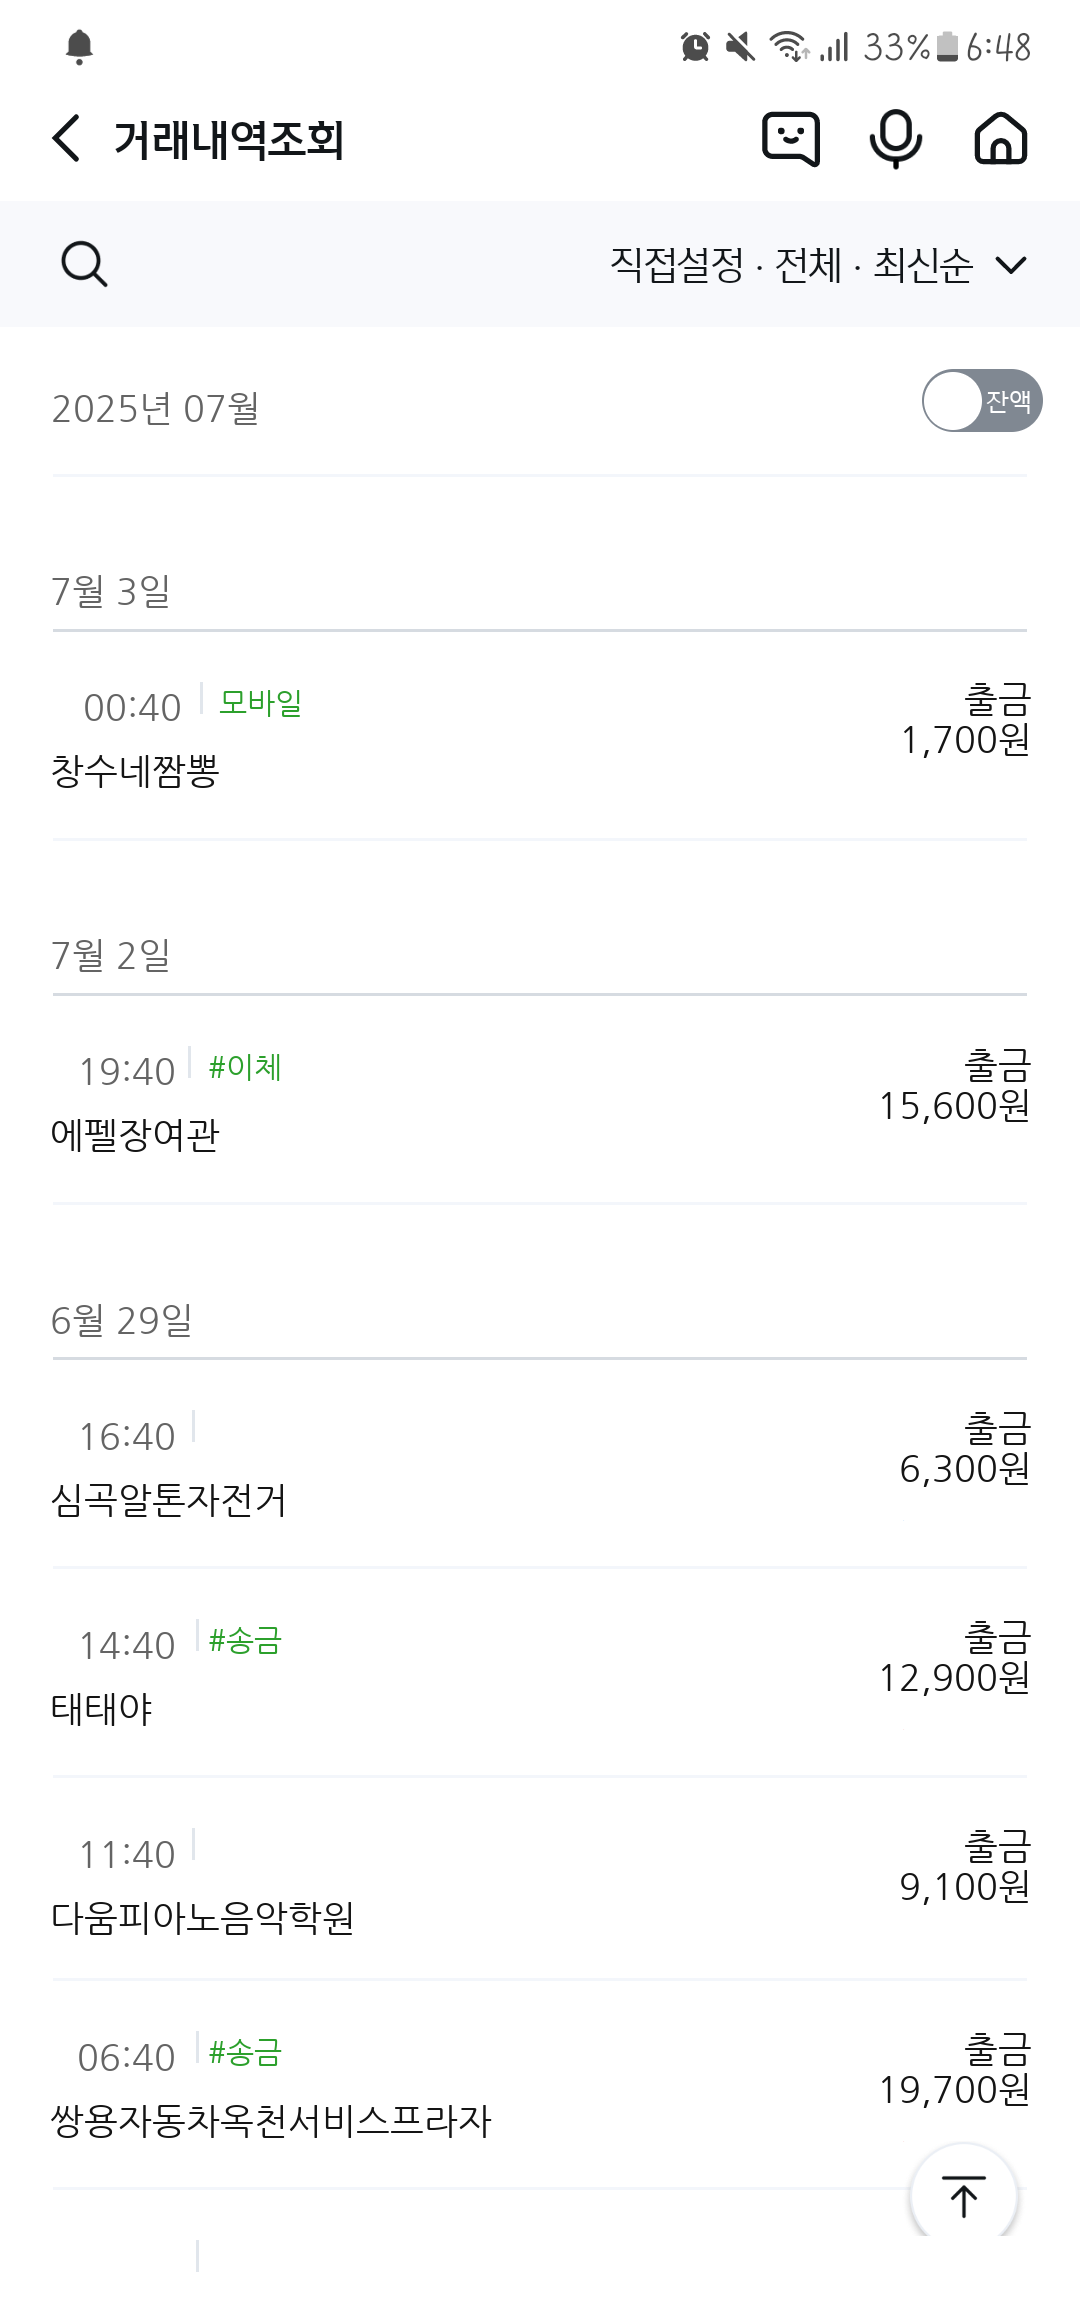 33% 6:48
거래내역조회
직접설정 · 전체 · 최신순
2025년 07월
잔액
7월 3일
00:40 모바일
출금
1,700원
창수네짬뽕
7월 2일
19:40 #이체
출금
15,600원
에펠장여관
6월 29일
16:40
출금
6,300원
심곡알톤자전거
14:40 #송금
출금
12,900원
태태야
11:40
출금
9,100원
다움피아노음악학원
06:40 #송금
출금
19,700원
쌍용자동차옥천서비스프라자